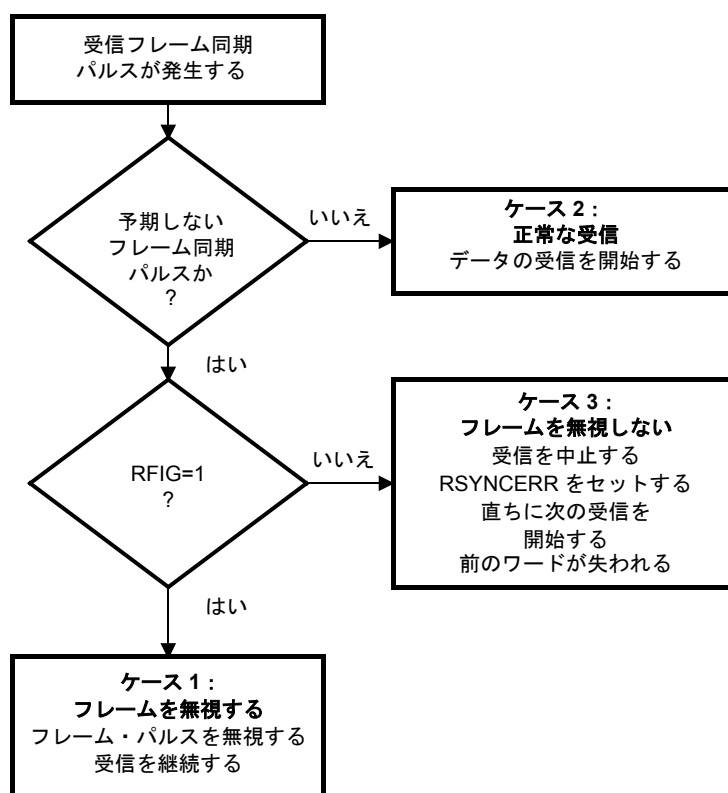 受信フレーム同期
パルスが発生する
予期しない
フレーム同期
パルスか
?
いいえ
ケース 2：
正常な受信
データの受信を開始する
はい
RFIG=1
?
いいえ
ケース 3：
フレームを無視しない
受信を中止する
RSYNCERR をセットする
直ちに次の受信を
開始する
前のワードが失われる
はい
ケース 1：
フレームを無視する
フレーム・パルスを無視する
受信を継続する